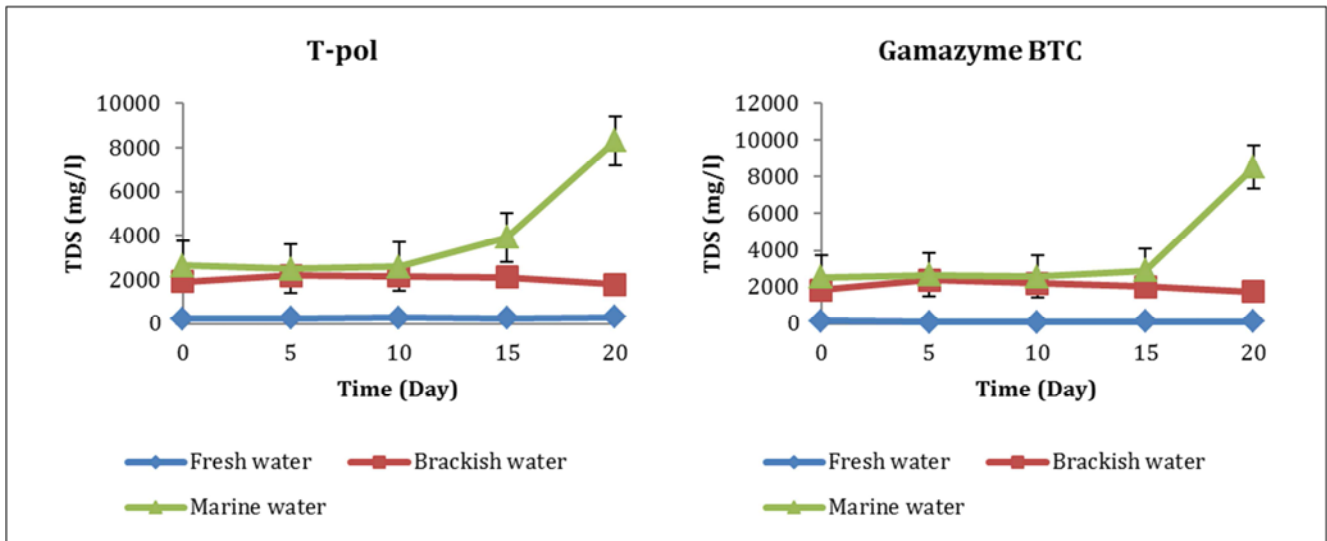 T-pol
10000
8000
6000
4000
2000
0
TDS (mg/l)
0 5 10 15 20
Time (Day)
Fresh water Brackish water
Marine water
Gamazyme BTC
12000
10000
8000
6000
4000
2000
0
TDS (mg/l)
0 5 10 15 20
Time (Day)
Fresh water Brackish water
Marine water